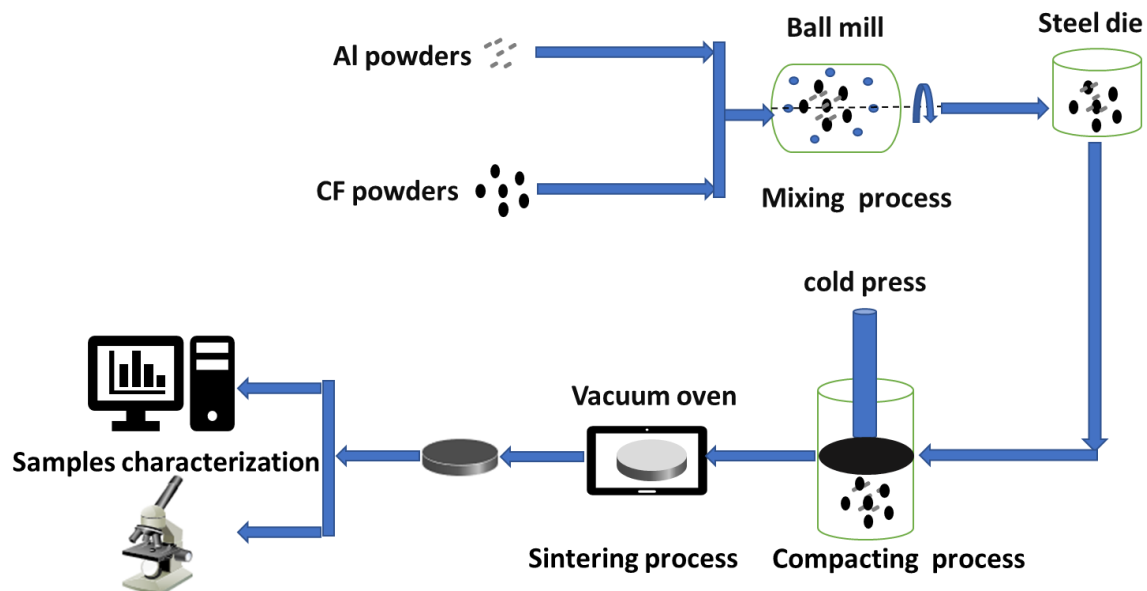 Steel die
Ball mill
Al powders
CF powders
Mixing process
cold press
Vacuum oven
Samples characterization
Sintering process
Compacting process